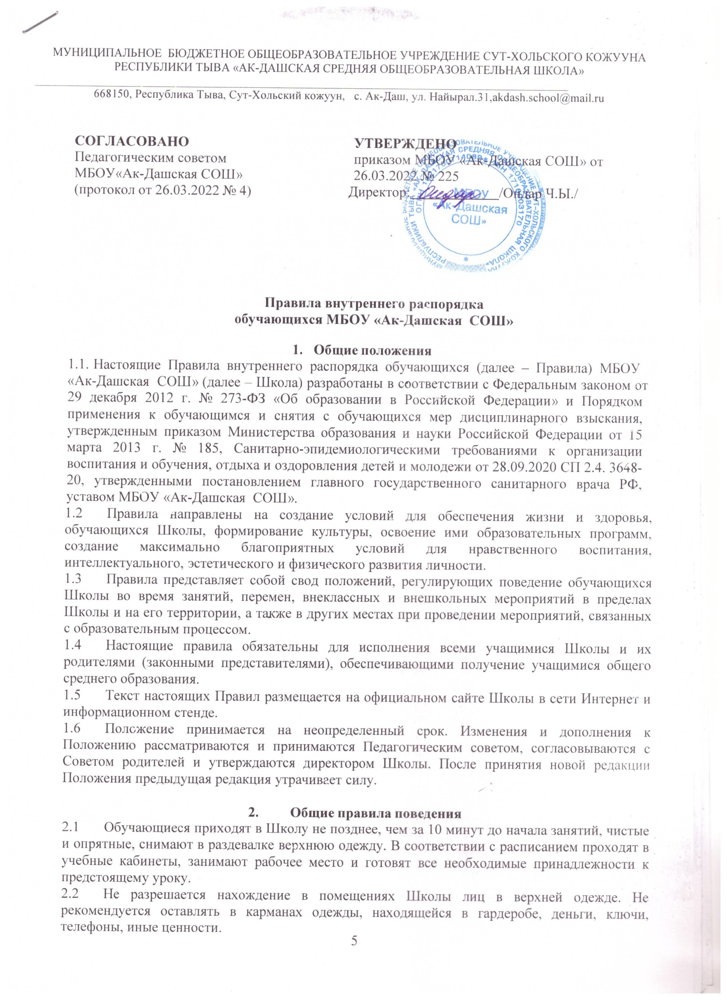 МУНИЦИПАЛЬНОЕ БЮДЖЕТНОЕ ОБЩЕОБРАЗОВАТЕЛЬНОЕ УЧРЕЖДЕНИЕ СУТ-ХОЛЬСКОГО КОЖУУНА
РЕСПУБЛИКИ ТЫВА «АК-ДАШСКАЯ СРЕДНЯЯ ОБЩЕОБРАЗОВАТЕЛЬНАЯ ШКОЛА»
668150, Республика Тыва, Сут-Хольский кожуун, с. Ак-Даш, ул. Найырал.31,akdash.school@mail.ru
СОГЛАСОВАНО
Педагогическим советом
МБОУ«Ак-Дашская СОШ»
(протокол от 26.03.2022 № 4)
УТВЕРЖДЕНО
приказом МБОУ «Ак-Дашская СОШ» от
26.03.2022 № 225
Директор:____________/Ондар Ч.Ы./
МБОУ
«Ак-Дашская
СОШ»
Правила внутреннего распорядка
обучающихся МБОУ «Ак-Дашская СОШ»
1. Общие положения
1.1. Настоящие Правила внутреннего распорядка обучающихся (далее – Правила) МБОУ
«Ак-Дашская СОШ» (далее – Школа) разработаны в соответствии с Федеральным законом от
29 декабря 2012 г. № 273-ФЗ «Об образовании в Российской Федерации» и Порядком
применения к обучающимся и снятия с обучающихся мер дисциплинарного взыскания,
утвержденным приказом Министерства образования и науки Российской Федерации от 15
марта 2013 г. № 185, Санитарно-эпидемиологическими требованиями к организации
воспитания и обучения, отдыха и оздоровления детей и молодежи от 28.09.2020 СП 2.4. 3648-
20, утвержденными постановлением главного государственного санитарного врача РФ,
уставом МБОУ «Ак-Дашская СОШ».
1.2 Правила направлены на создание условий для обеспечения жизни и здоровья,
обучающихся Школы, формирование культуры, освоение ими образовательных программ,
создание максимально благоприятных условий для нравственного воспитания,
интеллектуального, эстетического и физического развития личности.
1.3 Правила представляет собой свод положений, регулирующих поведение обучающихся
Школы во время занятий, перемен, внеклассных и внешкольных мероприятий в пределах
Школы и на его территории, а также в других местах при проведении мероприятий, связанных
с образовательным процессом.
1.4 Настоящие правила обязательны для исполнения всеми учащимися Школы и их
родителями (законными представителями), обеспечивающими получение учащимися общего
среднего образования.
1.5 Текст настоящих Правил размещается на официальном сайте Школы в сети Интернет и
информационном стенде.
1.6 Положение принимается на неопределенный срок. Изменения и дополнения к
Положению рассматриваются и принимаются Педагогическим советом, согласовываются с
Советом родителей и утверждаются директором Школы. После принятия новой редакции
Положения предыдущая редакция утрачивает силу.
2. Общие правила поведения
2.1 Обучающиеся приходят в Школу не позднее, чем за 10 минут до начала занятий, чистые
и опрятные, снимают в раздевалке верхнюю одежду. В соответствии с расписанием проходят в
учебные кабинеты, занимают рабочее место и готовят все необходимые принадлежности к
предстоящему уроку.
2.2 Не разрешается нахождение в помещениях Школы лиц в верхней одежде. Не
рекомендуется оставлять в карманах одежды, находящейся в гардеробе, деньги, ключи,
телефоны, иные ценности.
5